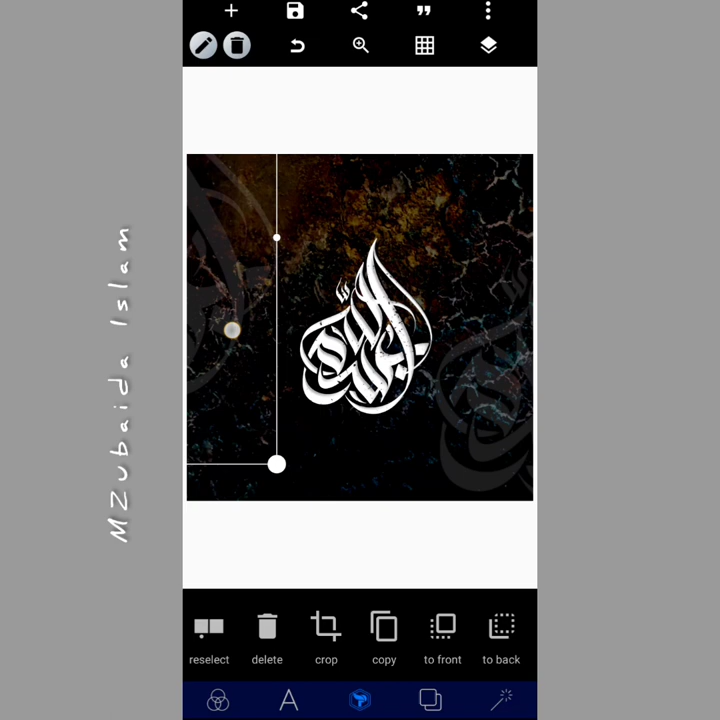 MZubaida Islam
reselect
delete
crop
copy
to front
to back